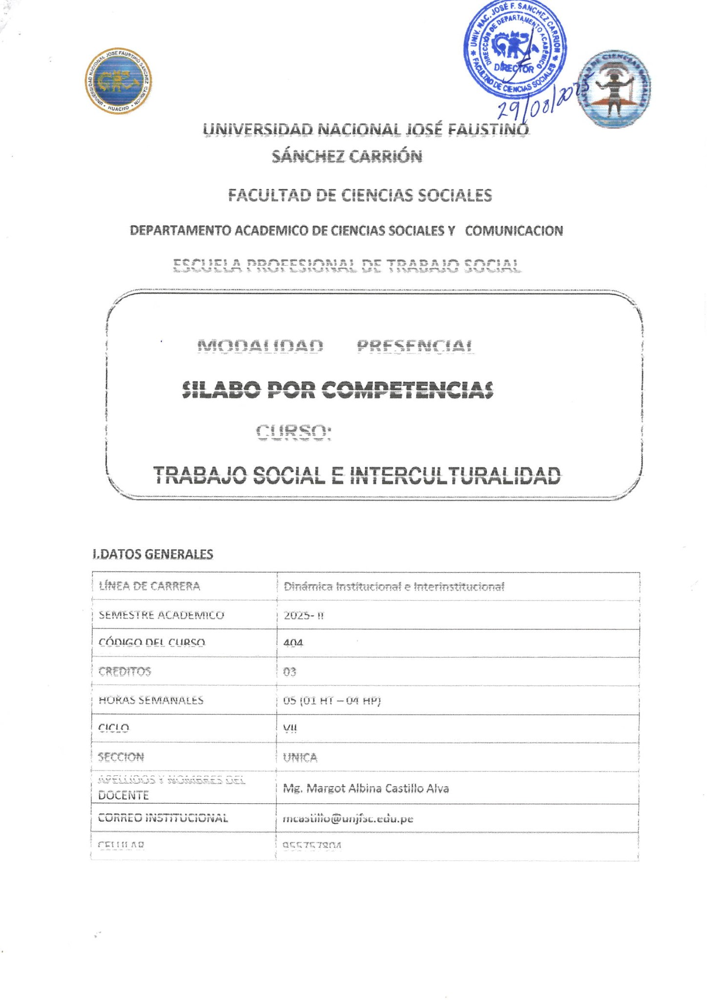 UNIVERSIDAD NACIONAL JOSE FAUSTINO SANCHEZ CARRION
• HUACHO •
UNIV. NAC. JOSÉ F. SANCHEZ CARRION
DIRECCIÓN DE DEPARTAMENTO ACADÉMICO
DIRECTOR
FACULTAD DE CIENCIAS SOCIALES
29/08/2025
FACULTAD DE CIENCIAS SOCIALES
UNIVERSIDAD NACIONAL JOSÉ FAUSTINO
SÁNCHEZ CARRIÓN
FACULTAD DE CIENCIAS SOCIALES
DEPARTAMENTO ACADEMICO DE CIENCIAS SOCIALES Y COMUNICACION
ESCUELA PROFESIONAL DE TRABAJO SOCIAL
MODALIDAD PRESENCIAL
SILABO POR COMPETENCIAS
CURSO:
TRABAJO SOCIAL E INTERCULTURALIDAD
I.DATOS GENERALES
LÍNEA DE CARRERA Dinámica Institucional e Interinstitucional
SEMESTRE ACADEMICO 2025- II
CÓDIGO DEL CURSO 404
CREDITOS 03
HORAS SEMANALES 05 (01 HT – 04 HP)
CICLO VII
SECCION UNICA
APELLIDOS Y NOMBRES DEL
DOCENTE Mg. Margot Albina Castillo Alva
CORREO INSTITUCIONAL mcastillo@unjfsc.edu.pe
CELULAR 955757804